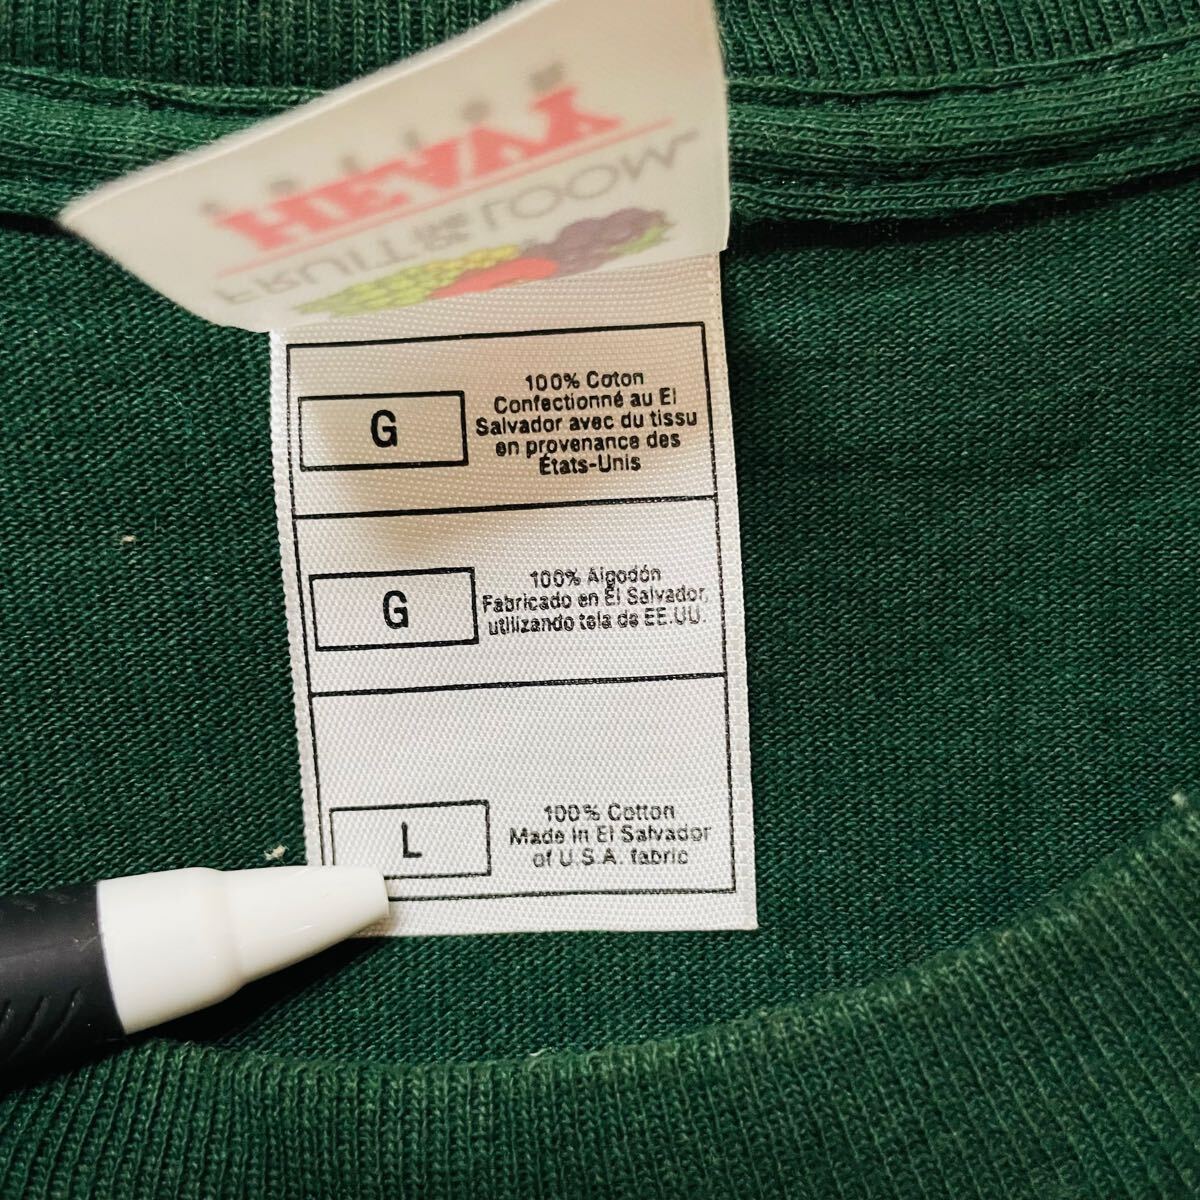 HEAVY
FRUIT OF THE LOOM
G
100% Coton
Confectionné au El
Salvador avec du tissu
en provenance des
États-Unis
G
100% Algodón
Fabricado en El Salvador,
utilizando tela de EE.UU.
L
100% Cotton
Made in El Salvador
of U.S.A. fabric